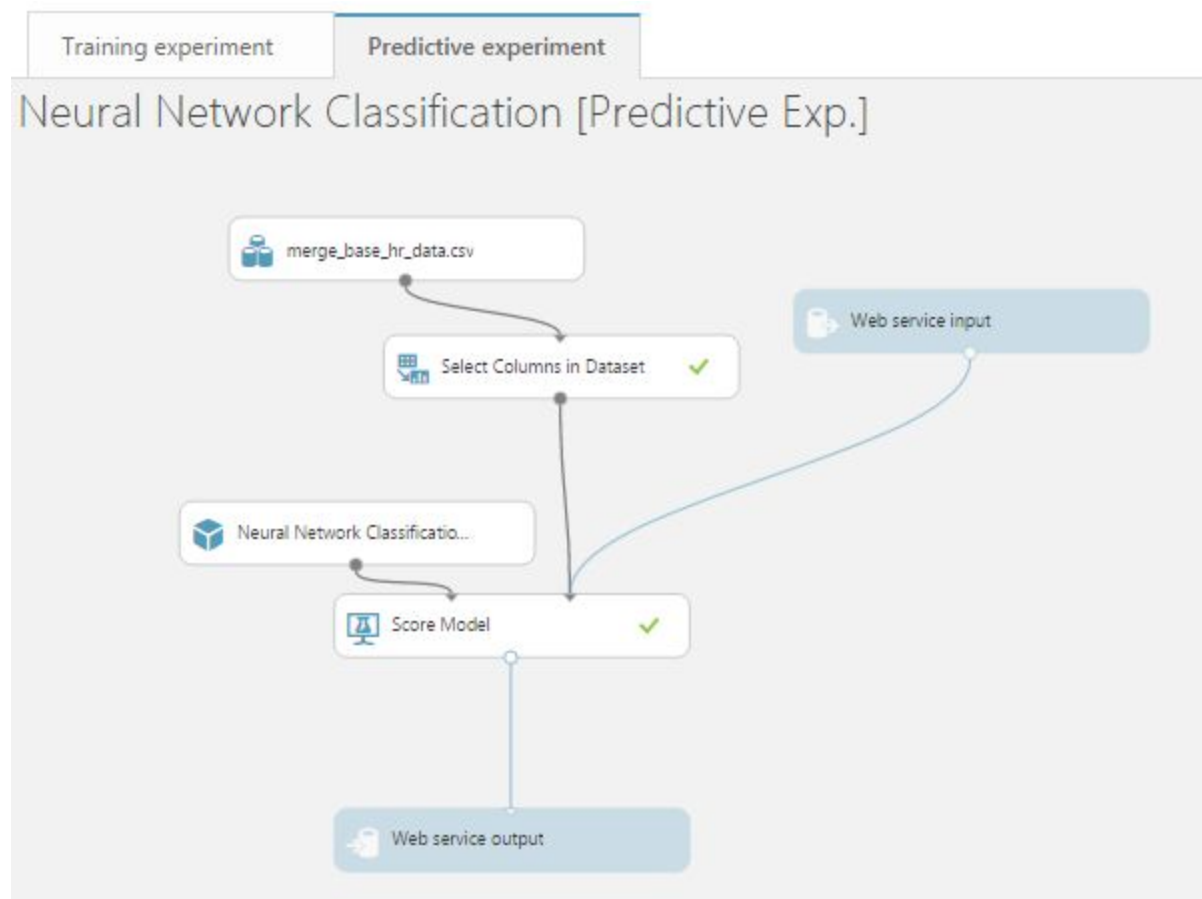 Training experiment
Predictive experiment
Neural Network Classification [Predictive Exp.]
merge_base_hr_data.csv
Web service input
Select Columns in Dataset
Neural Network Classificatio...
Score Model
Web service output